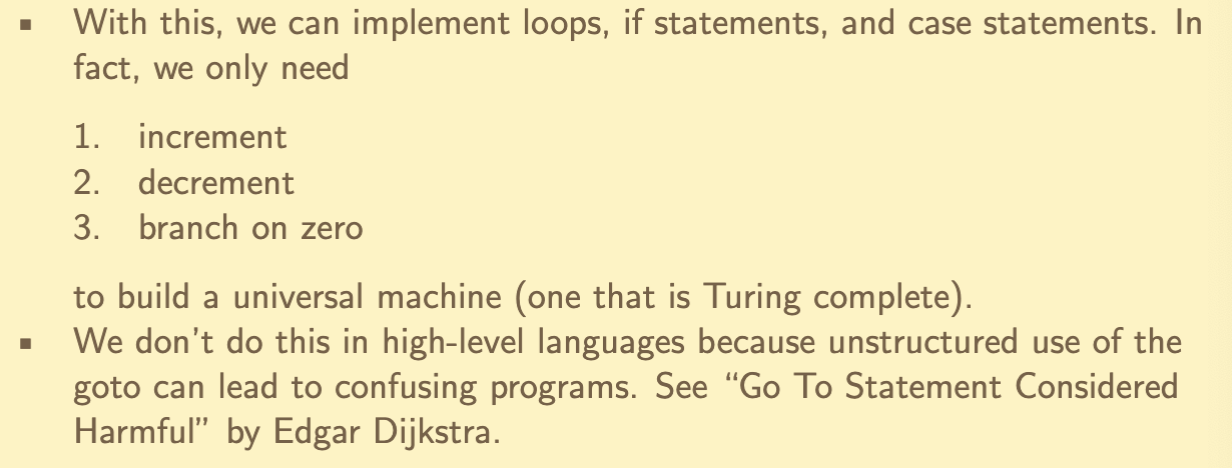 ▪ With this, we can implement loops, if statements, and case statements. In
fact, we only need
1. increment
2. decrement
3. branch on zero
to build a universal machine (one that is Turing complete).
▪ We don't do this in high-level languages because unstructured use of the
goto can lead to confusing programs. See “Go To Statement Considered
Harmful” by Edgar Dijkstra.